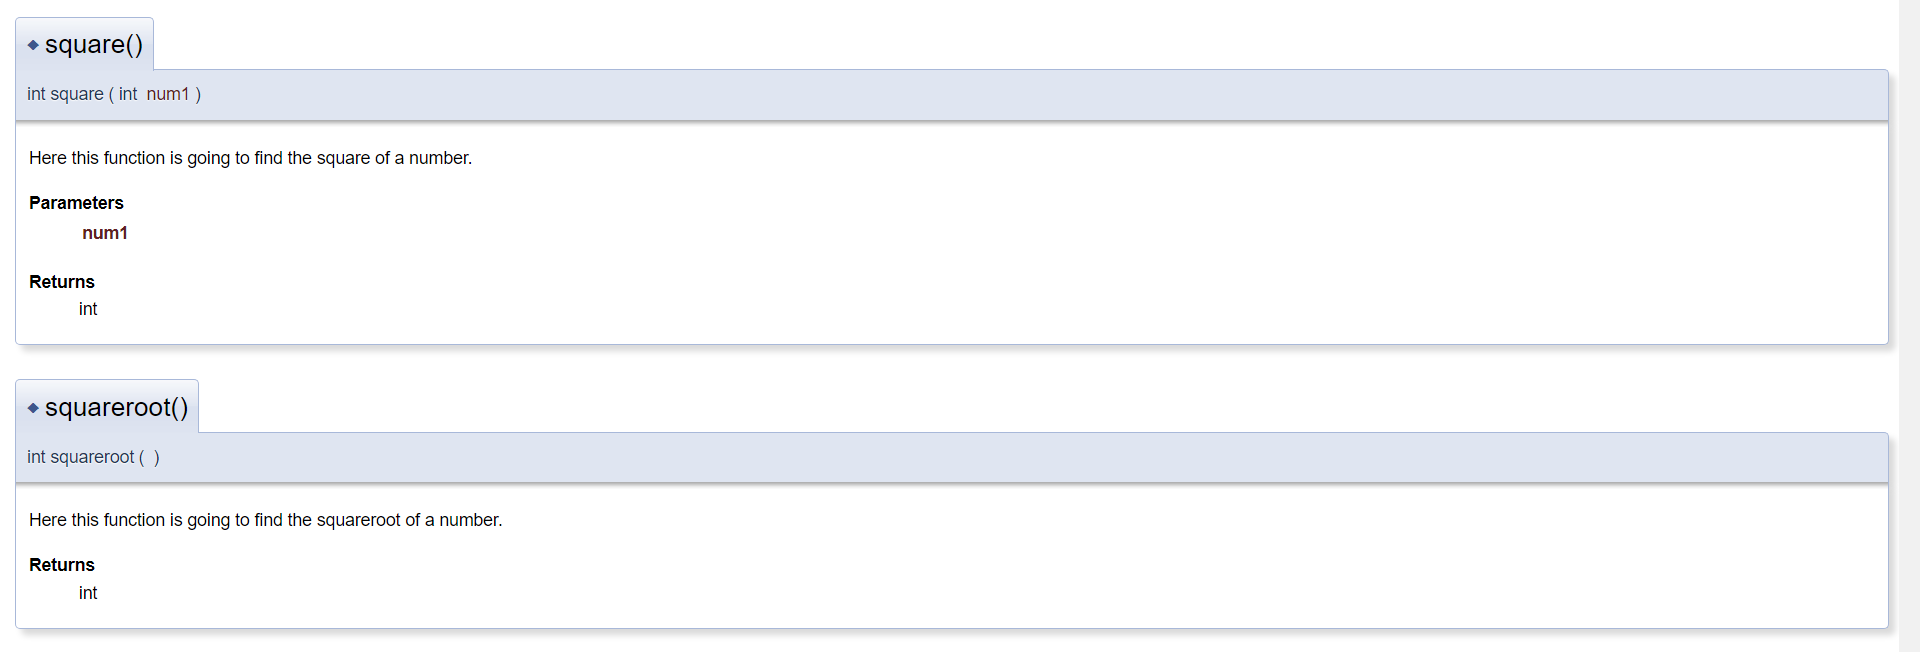 ◆ square()
int square ( int num1 )
Here this function is going to find the square of a number.
Parameters
num1
Returns
int
◆ squareroot()
int squareroot ( )
Here this function is going to find the squareroot of a number.
Returns
int